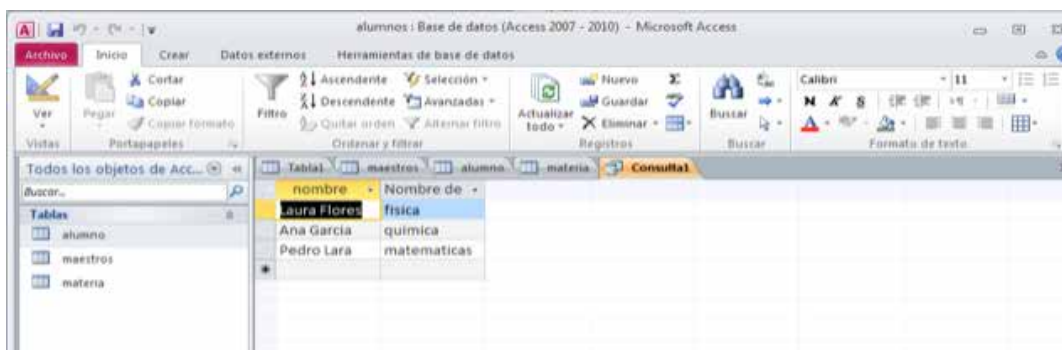 alumnos : Base de datos (Access 2007 - 2010) - Microsoft Access
Archivo Inicio Crear Datos externos Herramientas de base de datos
Ver
Vistas
Pegar
Cortar
Copiar
Copiar formato
Portapapeles
Filtro
Ascendente
Descendente
Quitar orden
Selección
Avanzadas
Alternar filtro
Ordenar y filtrar
Actualizar todo
Nuevo
Guardar
Eliminar
Registros
Buscar
Buscar
Calibri 11
N K S
A
Formato de texto
Todos los objetos de Acc...
Buscar...
Tablas
alumno
maestros
materia
Tabla1 maestros alumno materia Consulta1
nombre Nombre de
Laura Flores fisica
Ana Garcia quimica
Pedro Lara matematicas